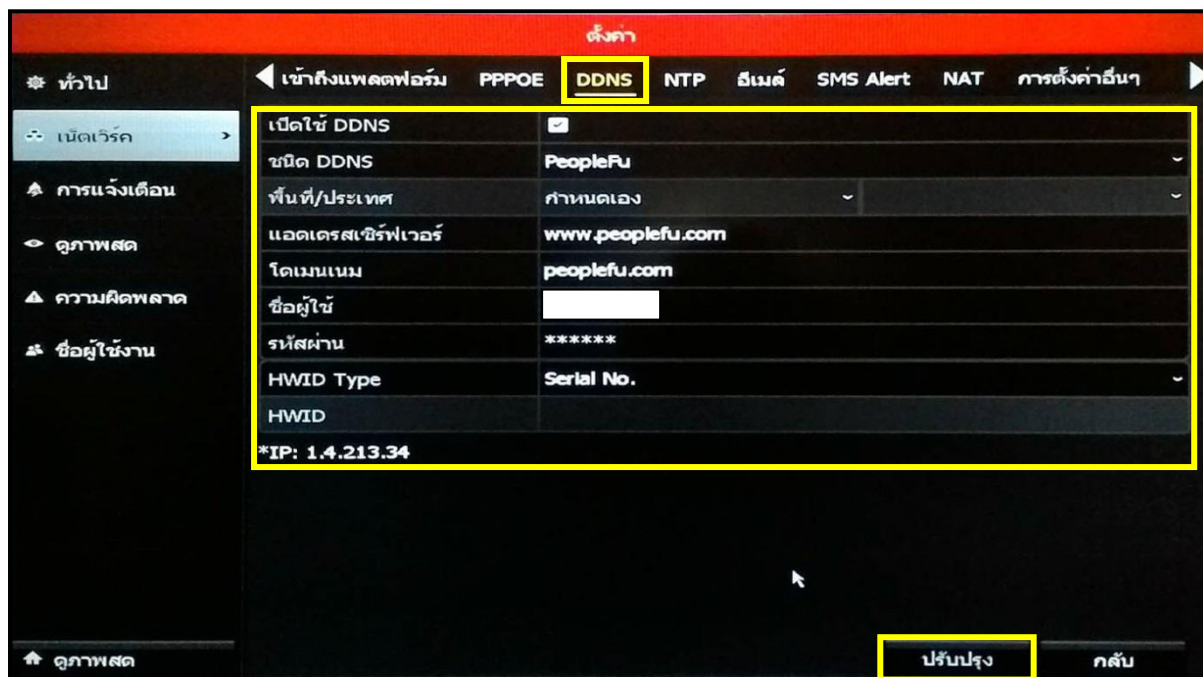 ตั้งค่า
ทั่วไป
เน็ตเวิร์ค
การแจ้งเตือน
ดูภาพสด
ความผิดพลาด
ชื่อผู้ใช้งาน
ดูภาพสด
เข้าถึงแพลตฟอร์ม PPPOE DDNS NTP อีเมล์ SMS Alert NAT การตั้งค่าอื่นๆ
เปิดใช้ DDNS
ชนิด DDNS PeopleFu
พื้นที่/ประเทศ กำหนดเอง
แอดเดรสเซิร์ฟเวอร์ www.peoplefu.com
โดเมนเนม peoplefu.com
ชื่อผู้ใช้
รหัสผ่าน ******
HWID Type Serial No.
HWID
*IP: 1.4.213.34
ปรับปรุง กลับ